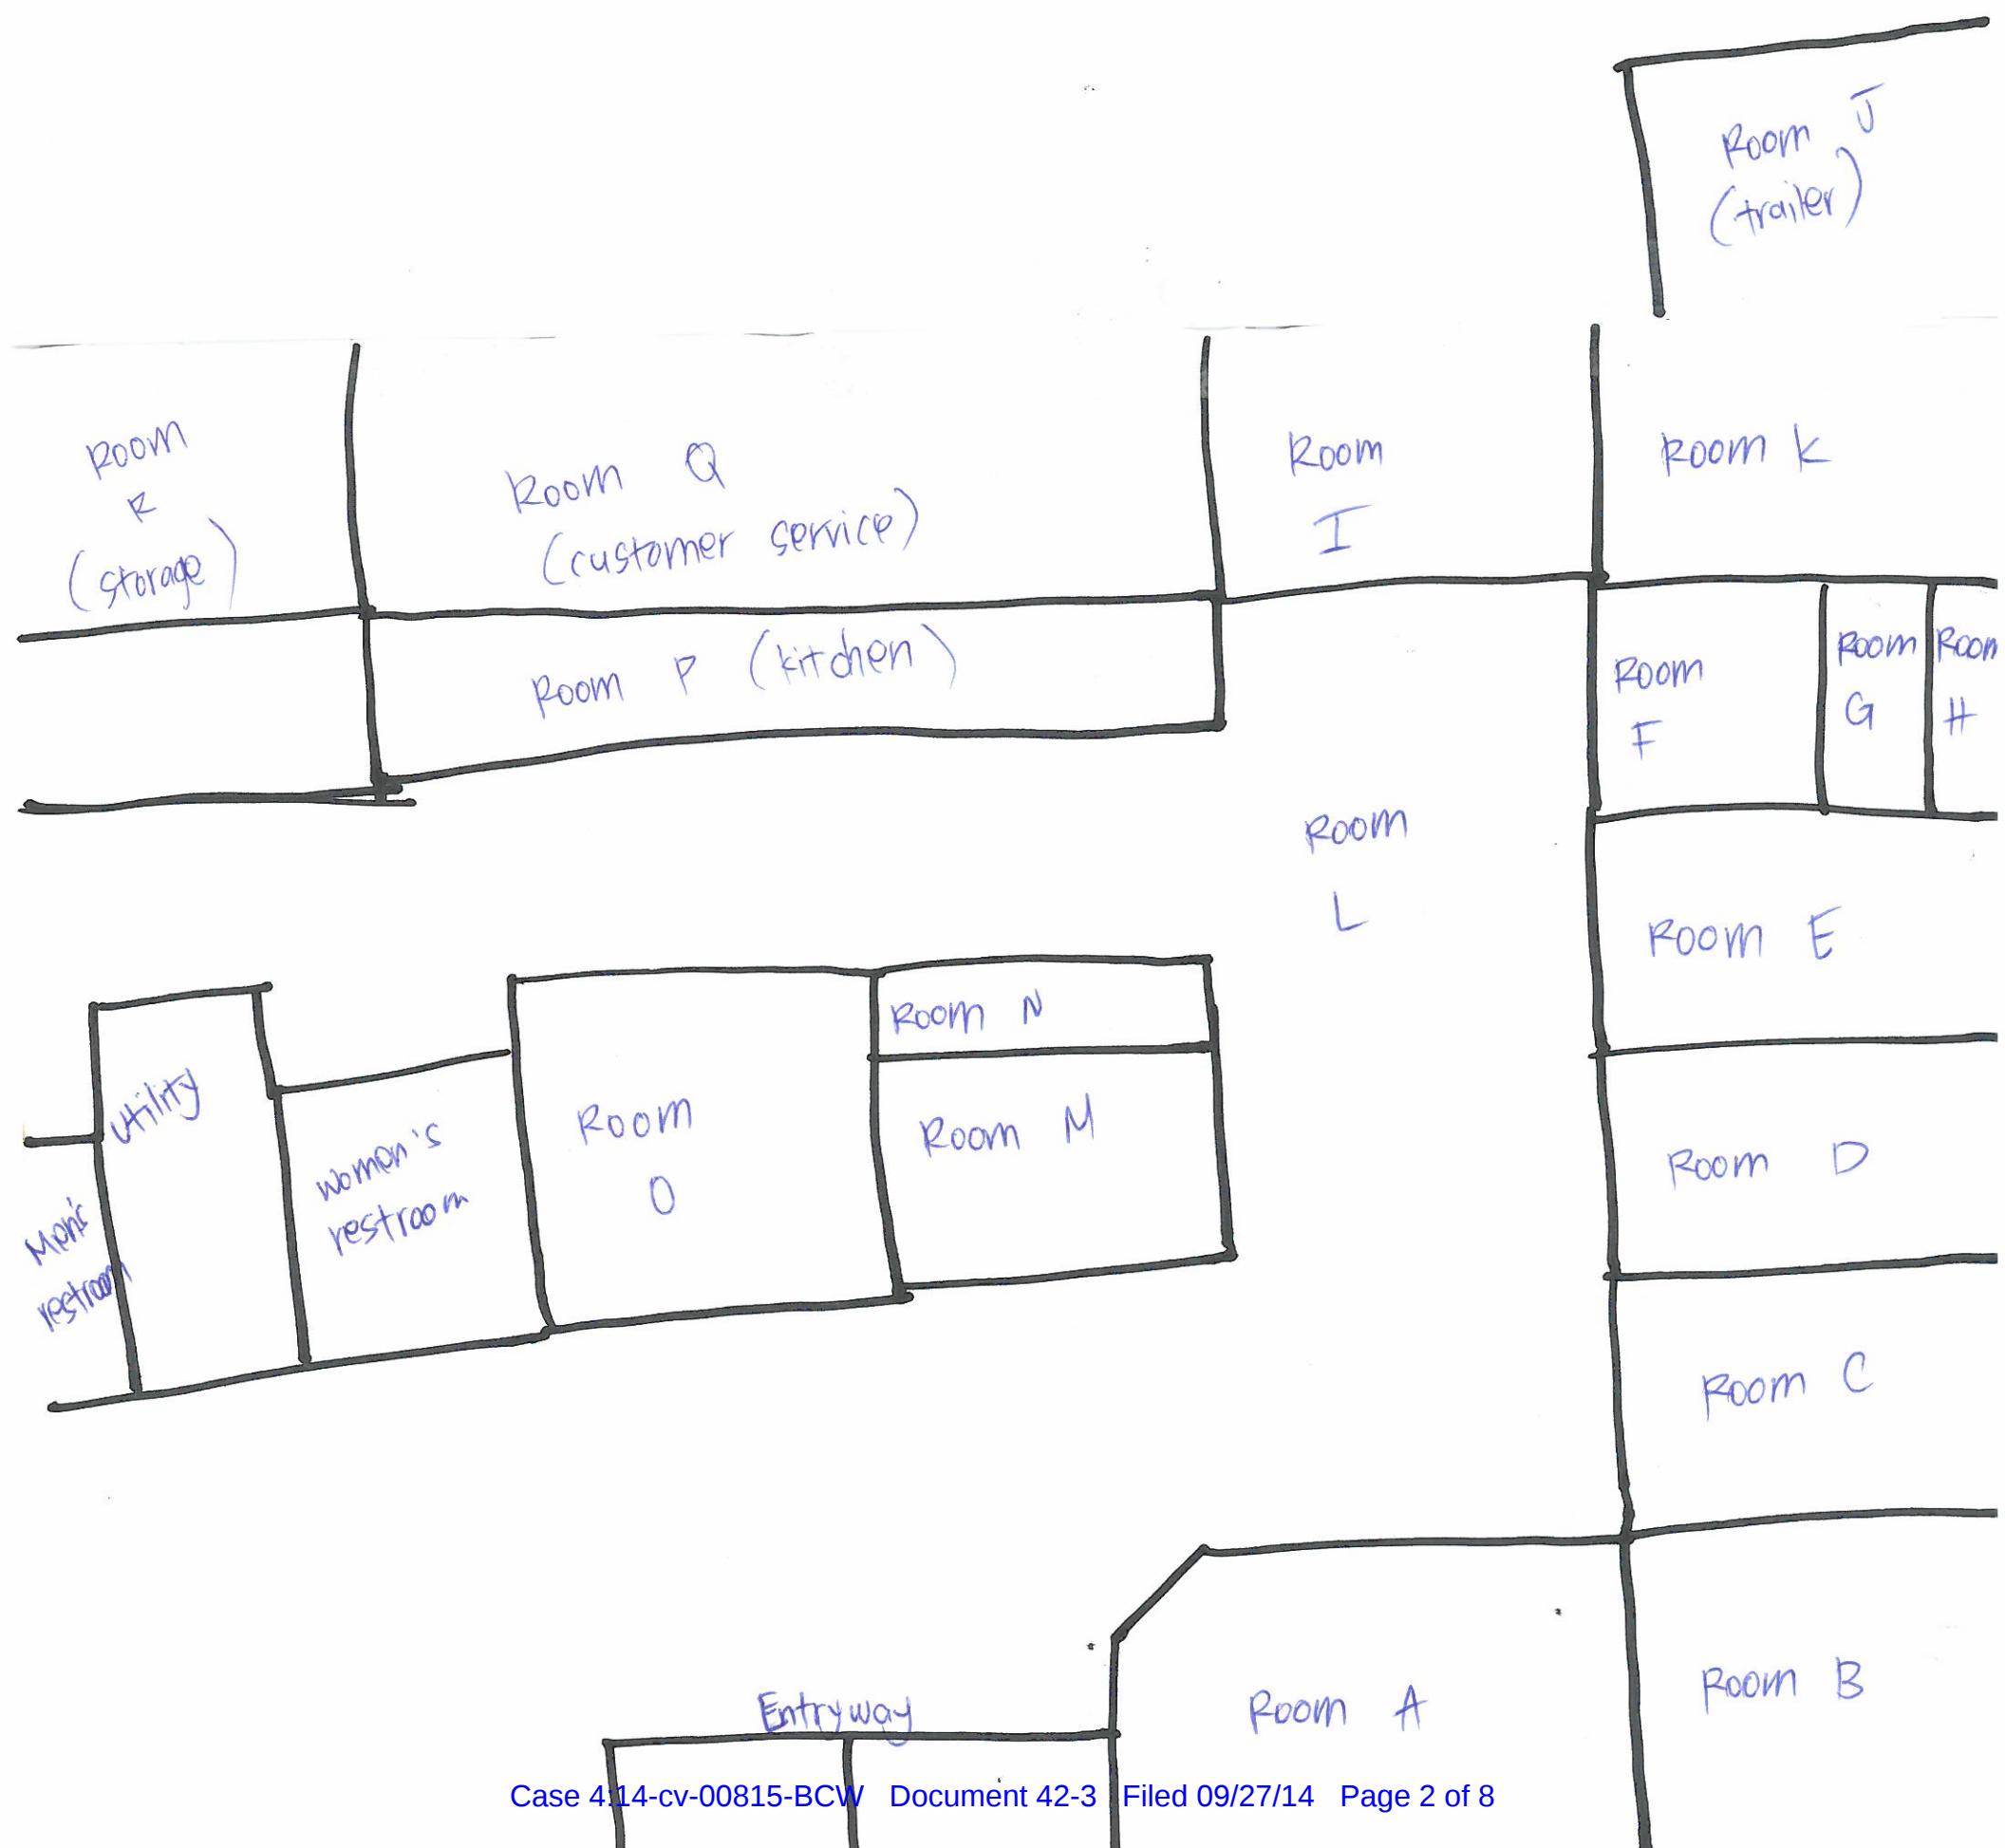 Room J
(trailer)
Room
R
(storage)
Room Q
(customer service)
Room
I
Room K
Room P (kitchen)
Room
F
Room
G
Room
H
Room
L
Room E
Room N
Room M
Room
O
Utility
Women's
restroom
Men's
restroom
Room D
Room C
Room B
Room A
Entryway
Case 4:14-cv-00815-BCW Document 42-3 Filed 09/27/14 Page 2 of 8